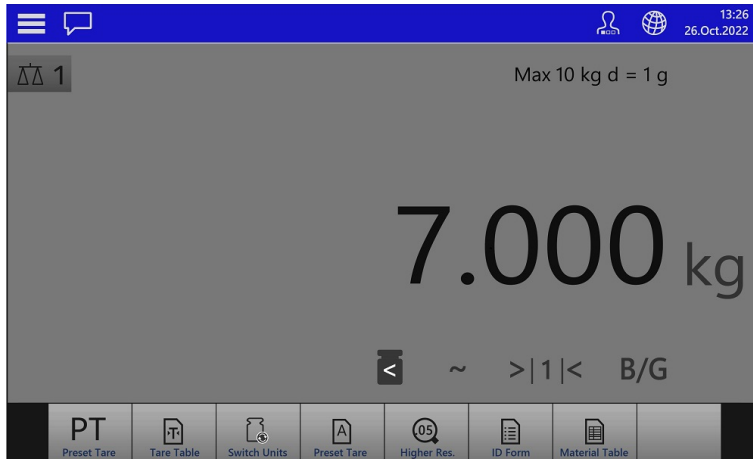 13:26
26.Oct.2022
1
Max 10 kg d = 1 g
7.000 kg
< ~ >|1|< B/G
PT
T
A
.05
Preset Tare
Tare Table
Switch Units
Preset Tare
Higher Res.
ID Form
Material Table